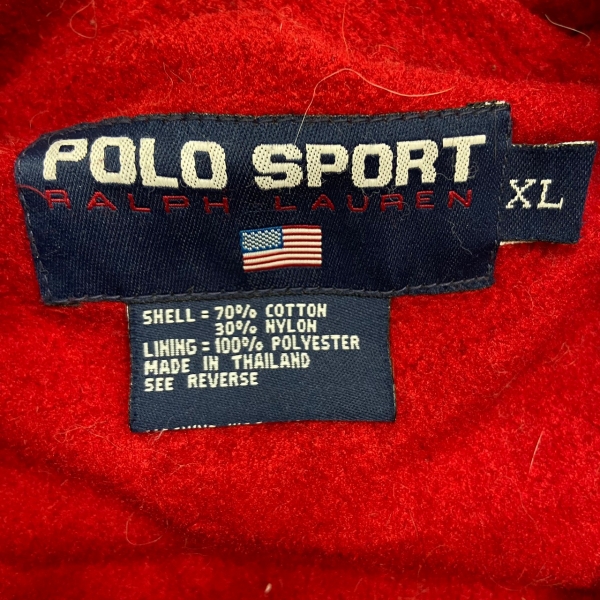 POLO SPORT
RALPH LAUREN
XL
SHELL = 70% COTTON
30% NYLON
LINING = 100% POLYESTER
MADE IN THAILAND
SEE REVERSE